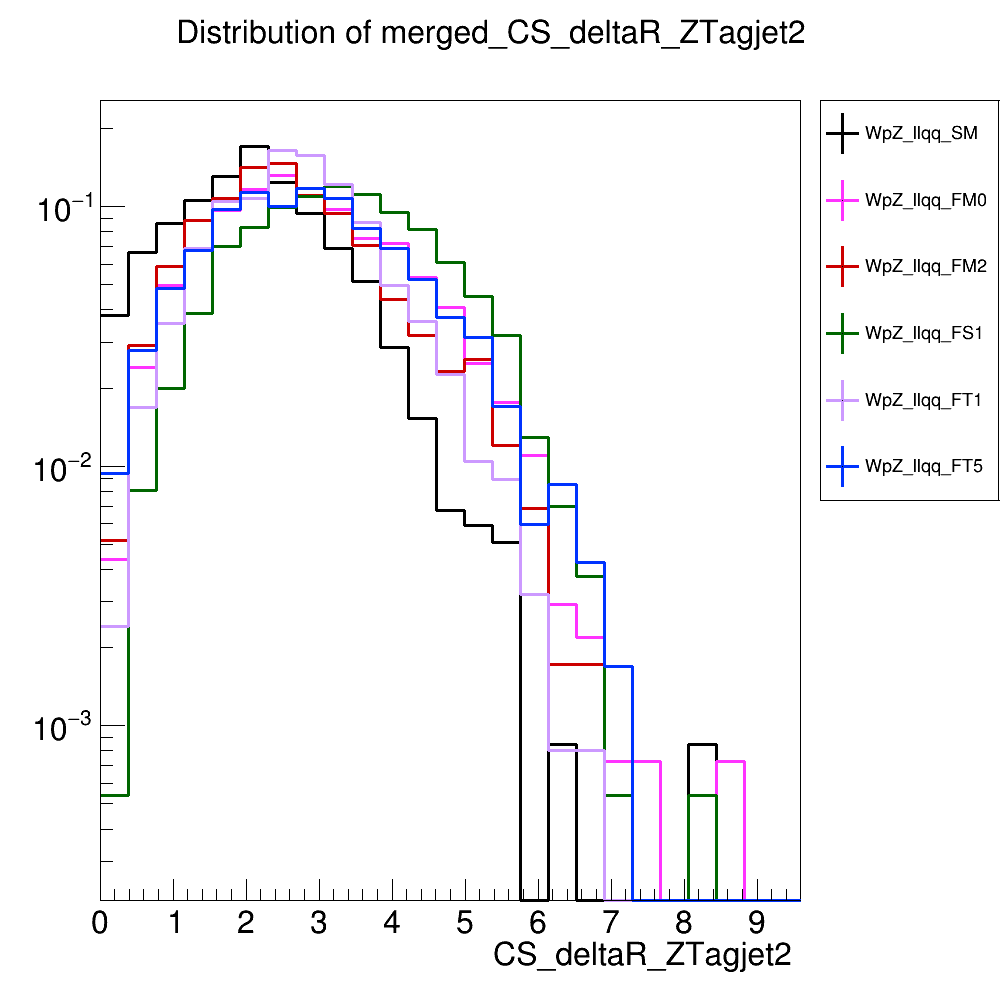 Distribution of merged_CS_deltaR_ZTagjet2
WpZ_llqq_SM
WpZ_llqq_FM0
WpZ_llqq_FM2
WpZ_llqq_FS1
WpZ_llqq_FT1
WpZ_llqq_FT5
10⁻¹
10⁻²
10⁻³
0 1 2 3 4 5 6 7 8 9
CS_deltaR_ZTagjet2